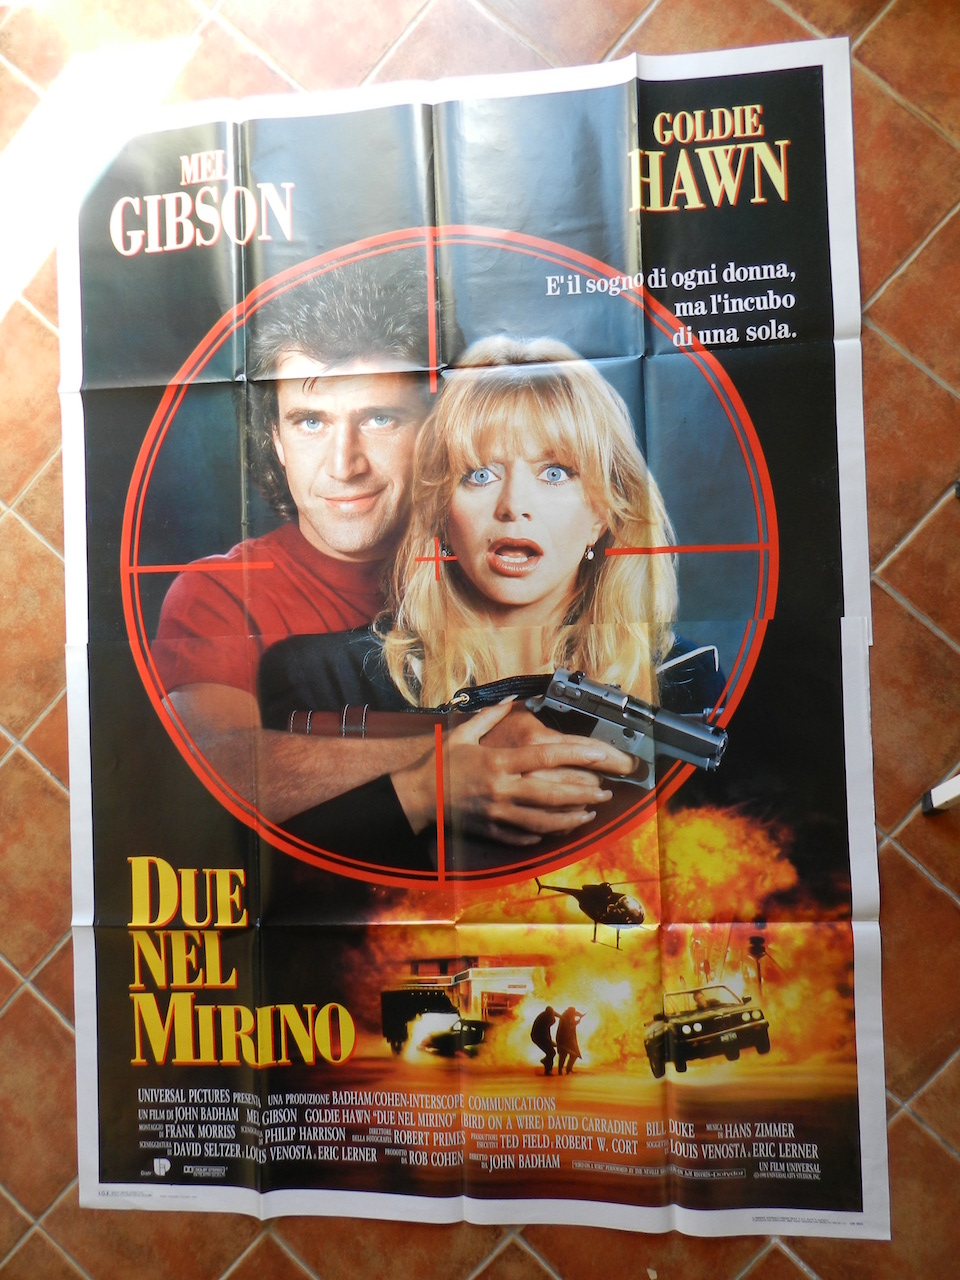 MEL
GIBSON
GOLDIE
HAWN
E' il sogno di ogni donna,
ma l'incubo
di una sola.
DUE
NEL
MIRINO
UNIVERSAL PICTURES PRESENTA UNA PRODUZIONE BADHAM/COHEN-INTERSCOPE COMMUNICATIONS
UN FILM DI JOHN BADHAM MEL GIBSON GOLDIE HAWN "DUE NEL MIRINO" (BIRD ON A WIRE) DAVID CARRADINE BILL DUKE MUSICA DI HANS ZIMMER
MONTAGGIO DI FRANK MORRISS PHILIP HARRISON DIRETTORE DELLA FOTOGRAFIA ROBERT PRIMES PRODUTTORI ESECUTIVI TED FIELD E ROBERT W. CORT SOGGETTO DI LOUIS VENOSTA & ERIC LERNER
SCENEGGIATURA DI DAVID SELTZER E LOUIS VENOSTA & ERIC LERNER PRODOTTO DA ROB COHEN DIRETTO DA JOHN BADHAM UN FILM UNIVERSAL
DOLBY STEREO